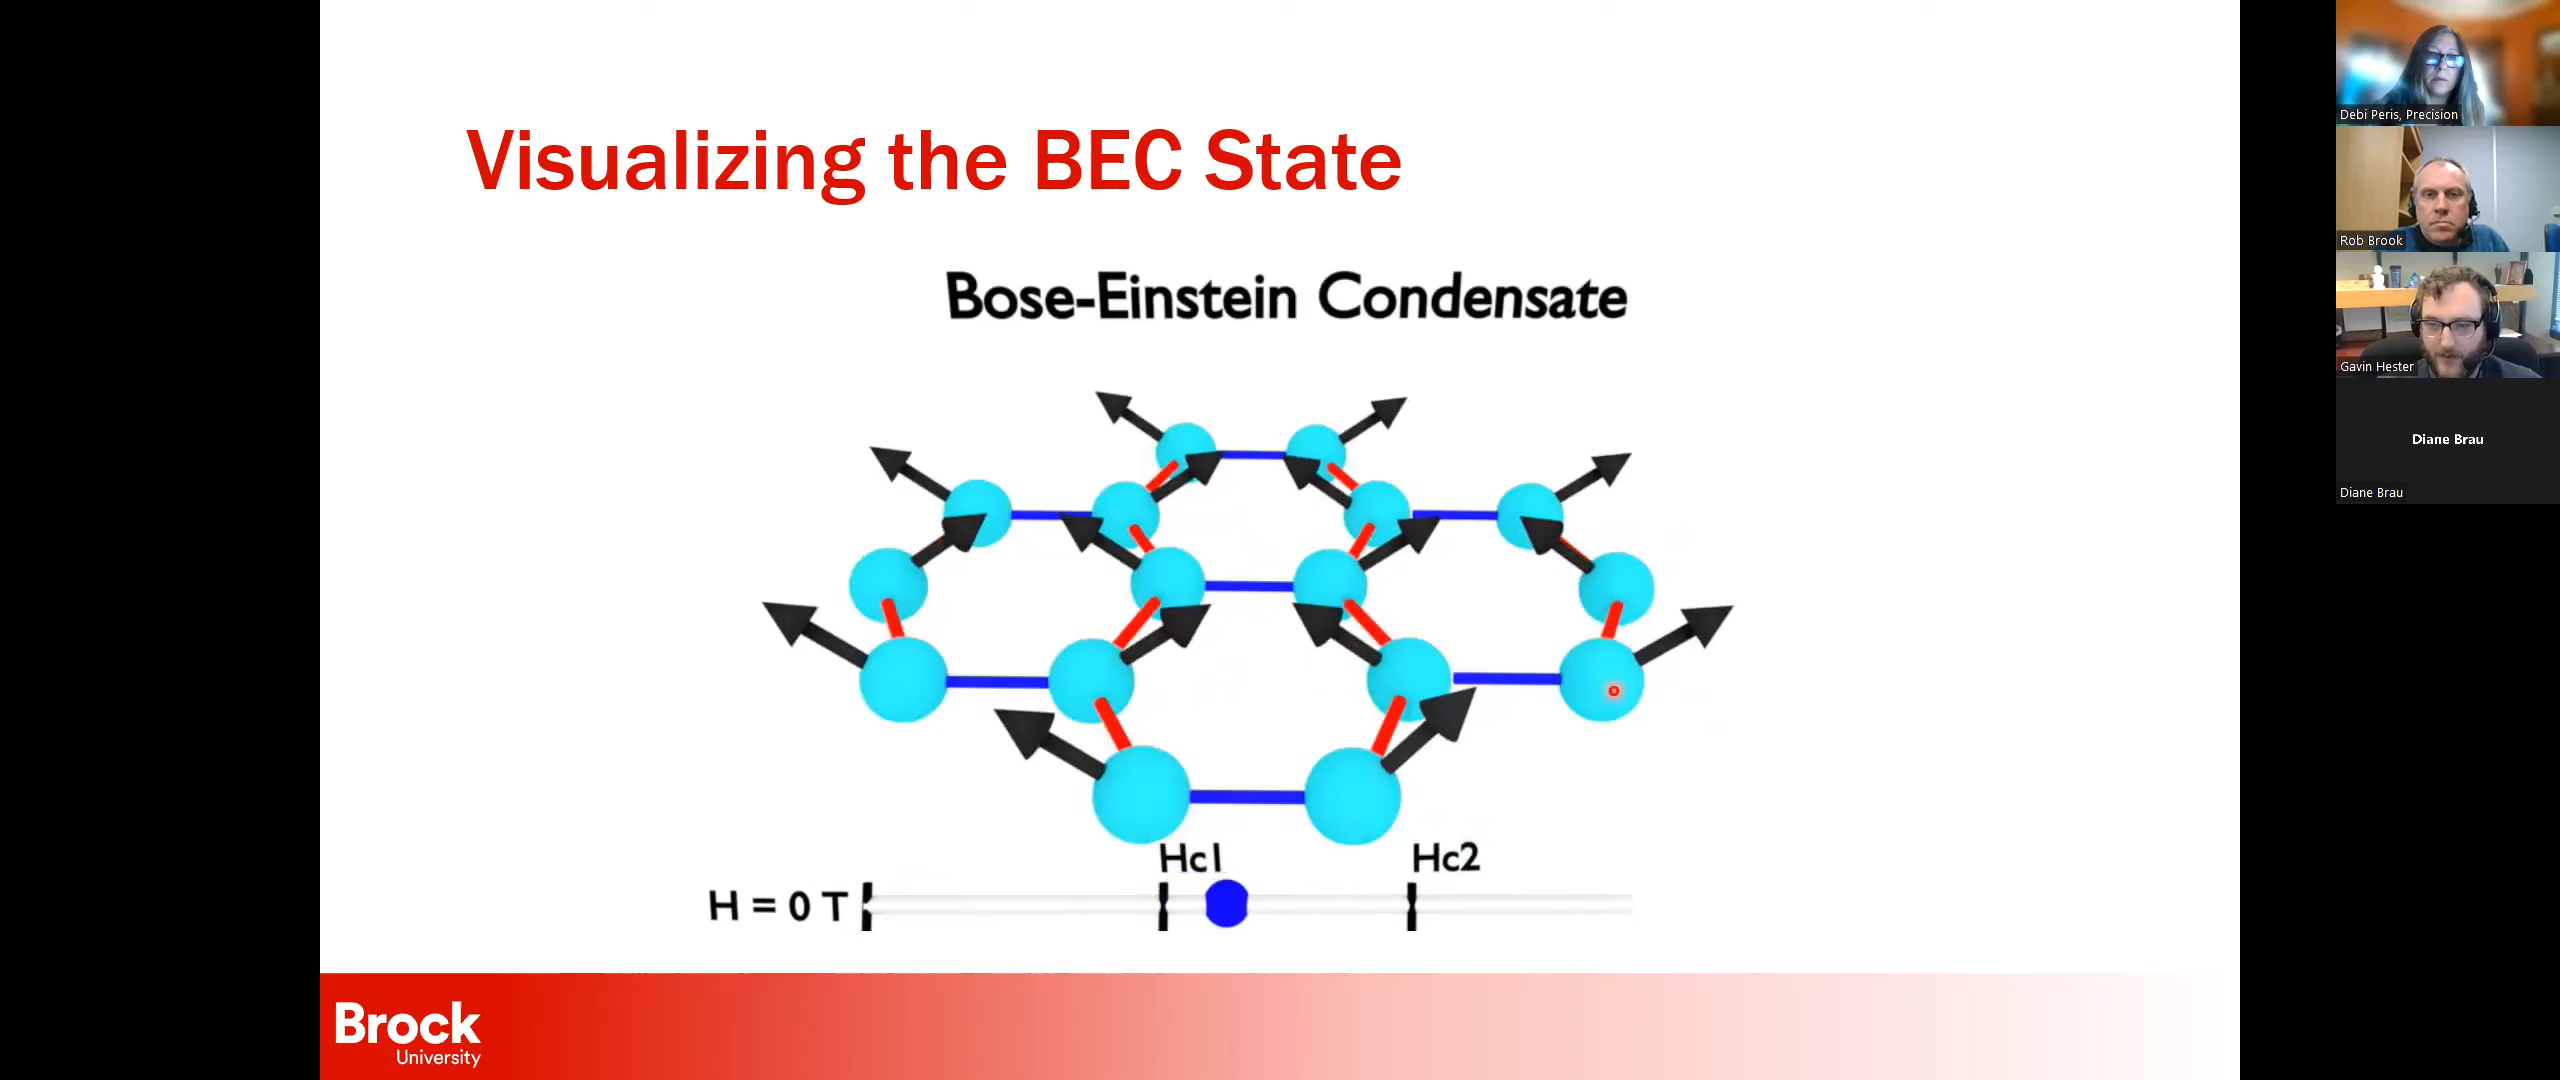 Visualizing the BEC State
Bose-Einstein Condensate
Hc1
Hc2
H = 0 T
Brock
University
Debi Peris, Precision
Rob Brook
Gavin Hester
Diane Brau
Diane Brau